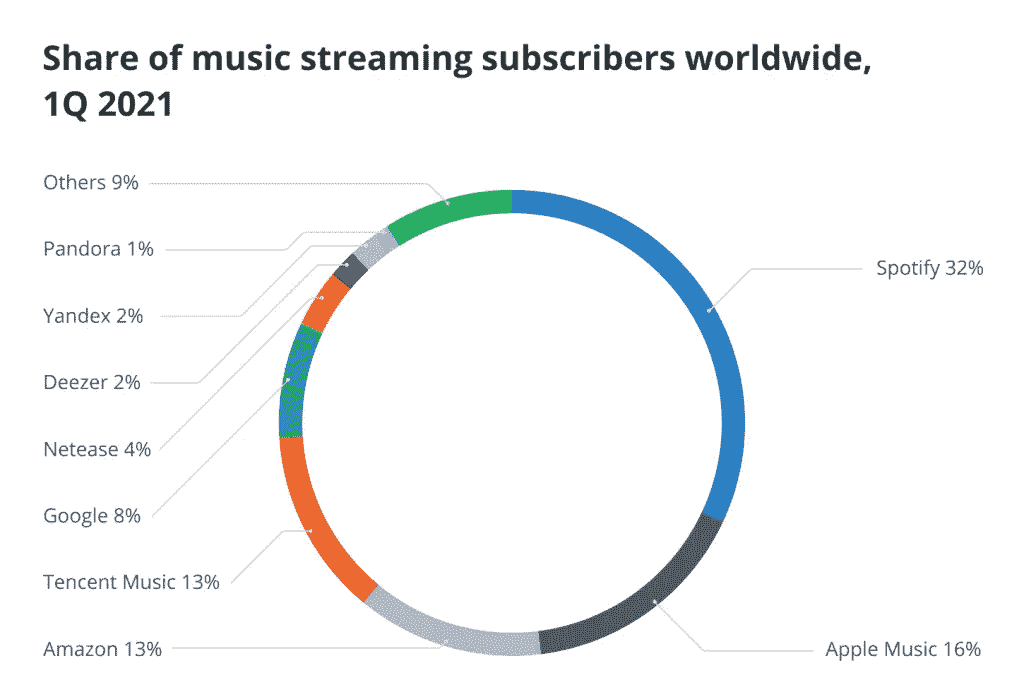 Share of music streaming subscribers worldwide,
1Q 2021
Others 9%
Pandora 1%
Spotify 32%
Yandex 2%
Deezer 2%
Netease 4%
Google 8%
Tencent Music 13%
Amazon 13%
Apple Music 16%